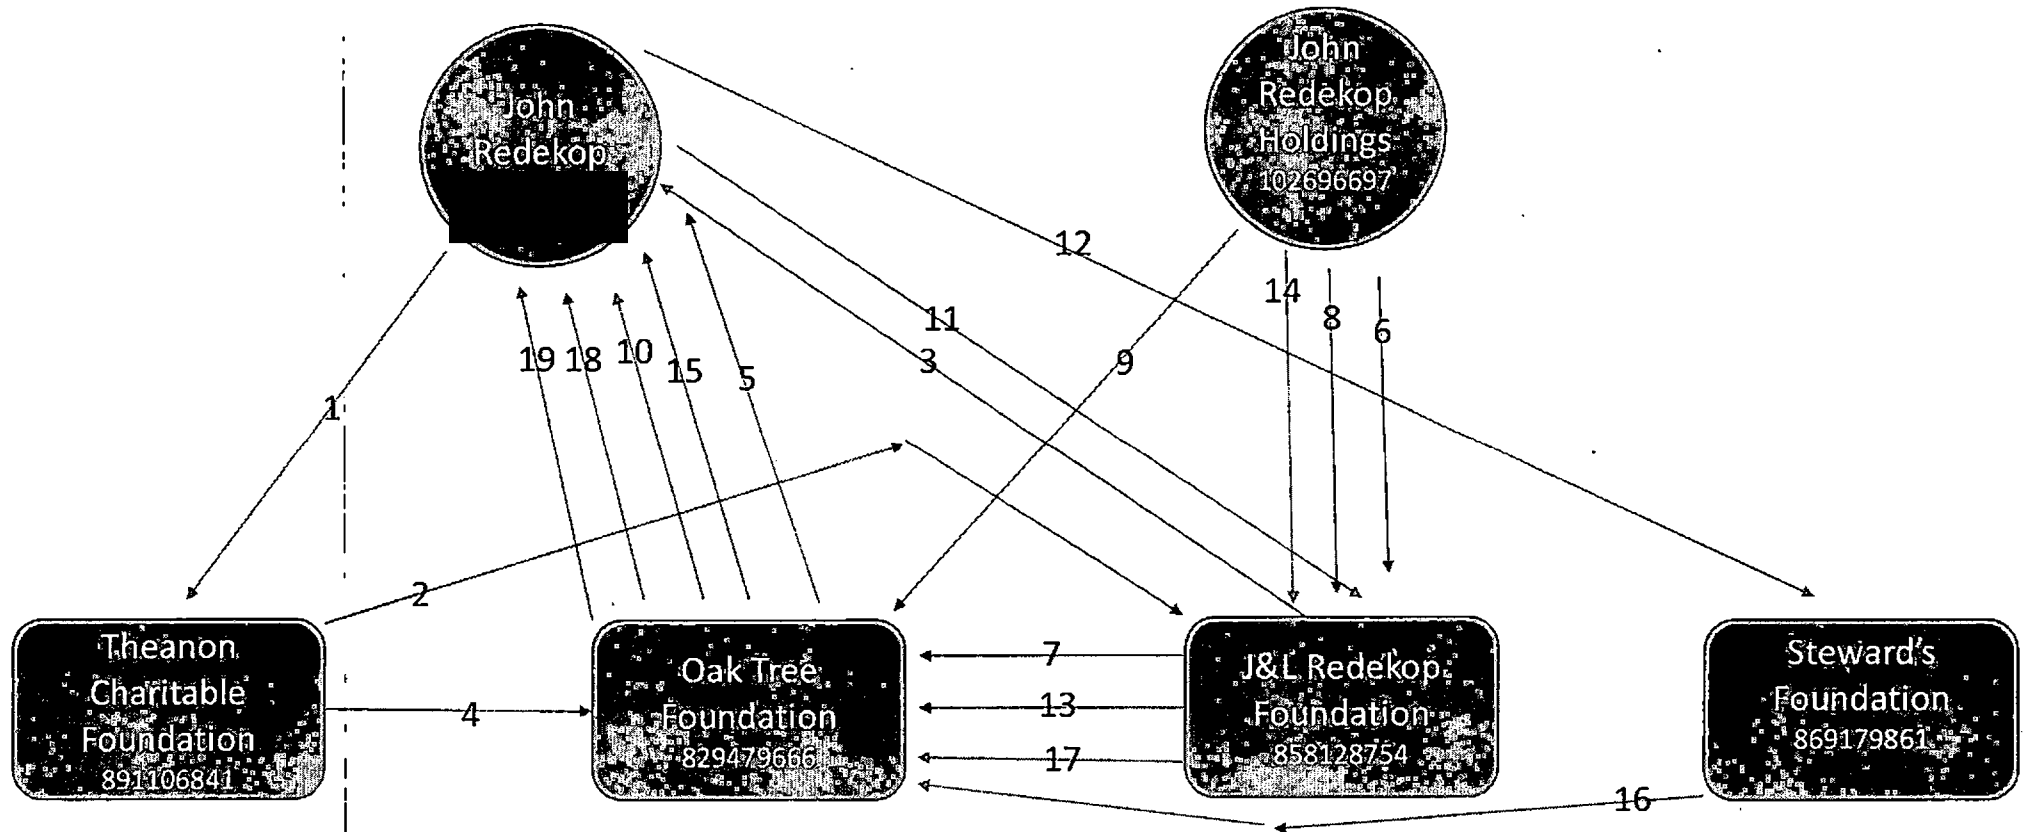 John
Redekop
John
Redekop
Holdings
102696697
12
14
8
6
11
3
9
19
18
10
15
5
1
2
Theanon
Charitable
Foundation
891106841
4
Oak Tree
Foundation
829479666
7
13
17
J&L Redekop
Foundation
858128754
Steward's
Foundation
869179861
16